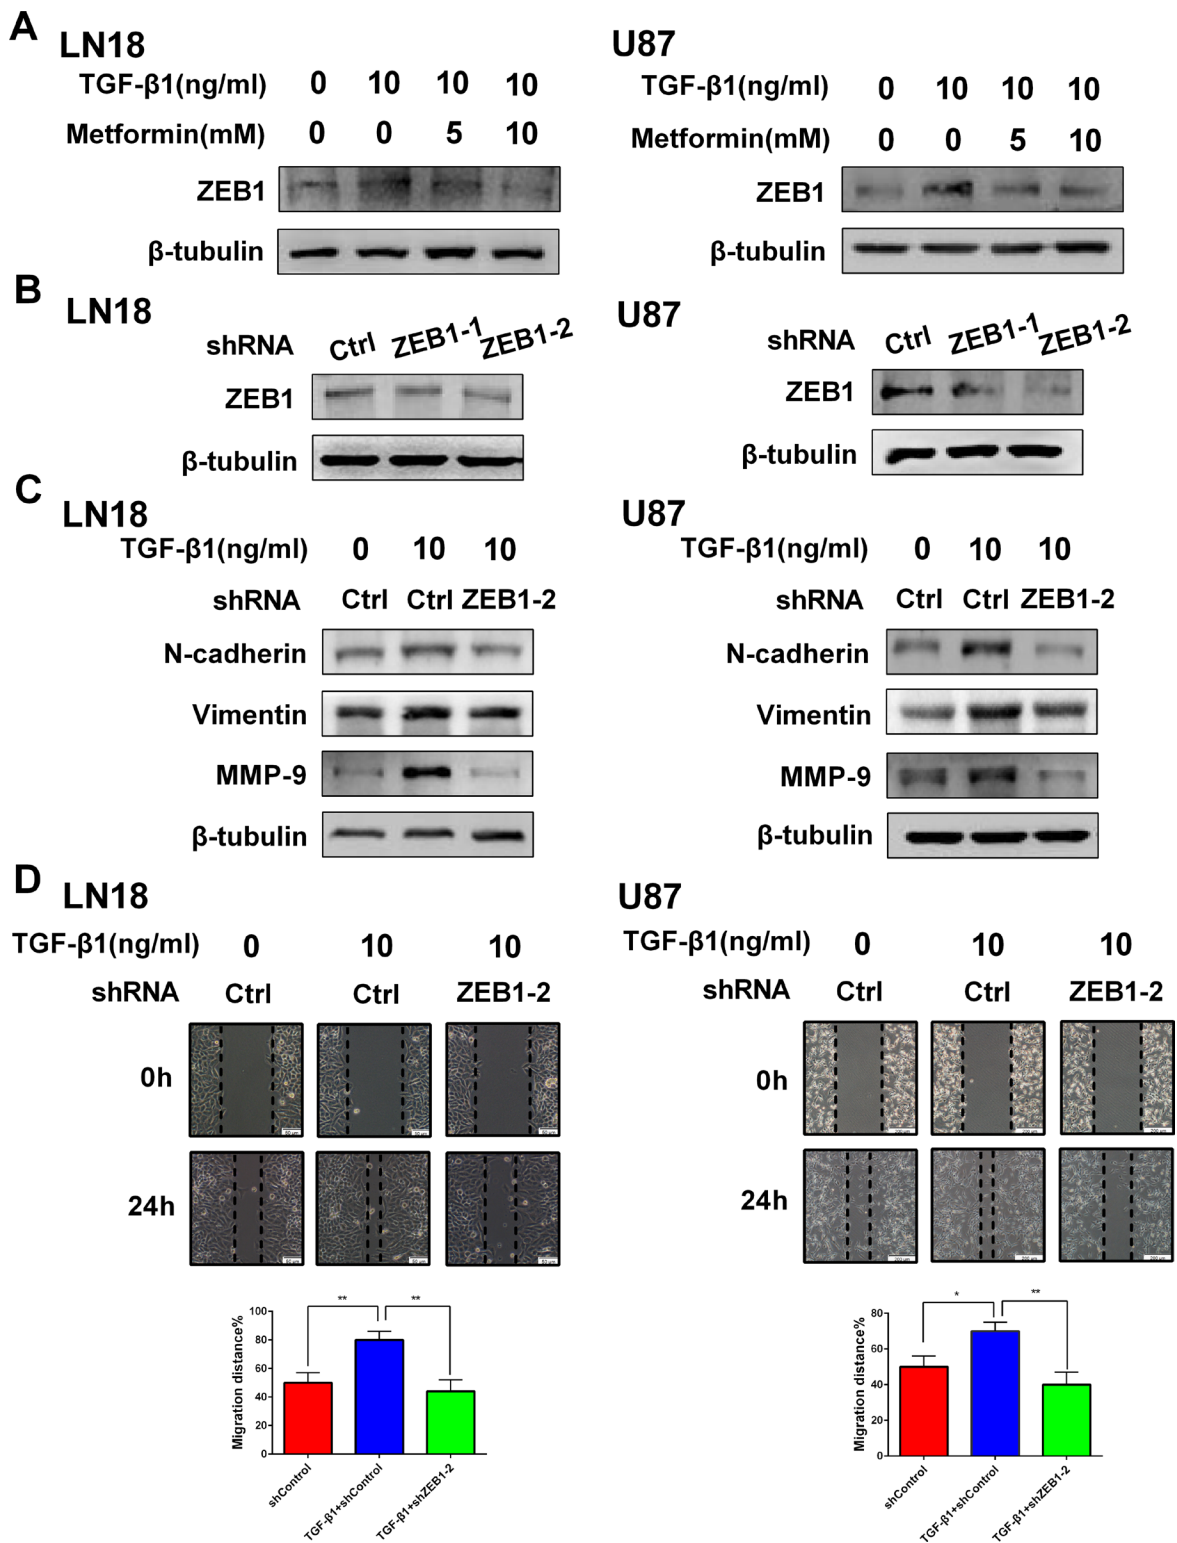 A
LN18
TGF-β1(ng/ml) 0 10 10 10
Metformin(mM) 0 0 5 10
ZEB1
β-tubulin
U87
TGF-β1(ng/ml) 0 10 10 10
Metformin(mM) 0 0 5 10
ZEB1
β-tubulin
B
LN18
shRNA Ctrl ZEB1-1 ZEB1-2
ZEB1
β-tubulin
U87
shRNA Ctrl ZEB1-1 ZEB1-2
ZEB1
β-tubulin
C
LN18
TGF-β1(ng/ml) 0 10 10
shRNA Ctrl Ctrl ZEB1-2
N-cadherin
Vimentin
MMP-9
β-tubulin
U87
TGF-β1(ng/ml) 0 10 10
shRNA Ctrl Ctrl ZEB1-2
N-cadherin
Vimentin
MMP-9
β-tubulin
D
LN18
TGF-β1(ng/ml) 0 10 10
shRNA Ctrl Ctrl ZEB1-2
0h
24h
Migration distance%
100
80
60
40
20
0
** **
shControl
TGF-β1+shControl
TGF-β1+shZEB1-2
U87
TGF-β1(ng/ml) 0 10 10
shRNA Ctrl Ctrl ZEB1-2
0h
200 μm
24h
Migration distance%
80
60
40
20
0
* **
shControl
TGF-β1+shControl
TGF-β1+shZEB1-2